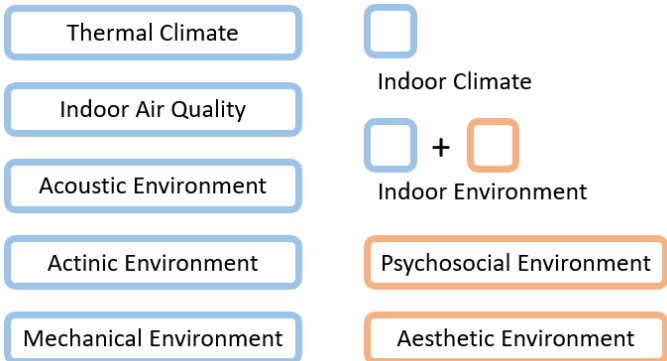 Thermal Climate
Indoor Air Quality
Acoustic Environment
Actinic Environment
Mechanical Environment
Indoor Climate
+
Indoor Environment
Psychosocial Environment
Aesthetic Environment